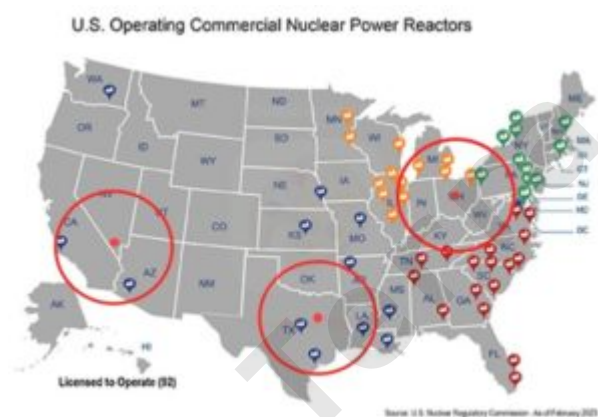 U.S. Operating Commercial Nuclear Power Reactors
WA
MT
ND
ME
OR
MN
ID
SD
WI
WY
MI
NY
MA
RI
CT
NJ
DE
MD
DC
NE
IA
NV
UT
CO
IL
IN
OH
WV
CA
KS
MO
KY
NC
TN
SC
AZ
NM
OK
MS
AL
GA
TX
LA
AK
HI
FL
Licensed to Operate (92)
Source: U.S. Nuclear Regulatory Commission As of February 2023